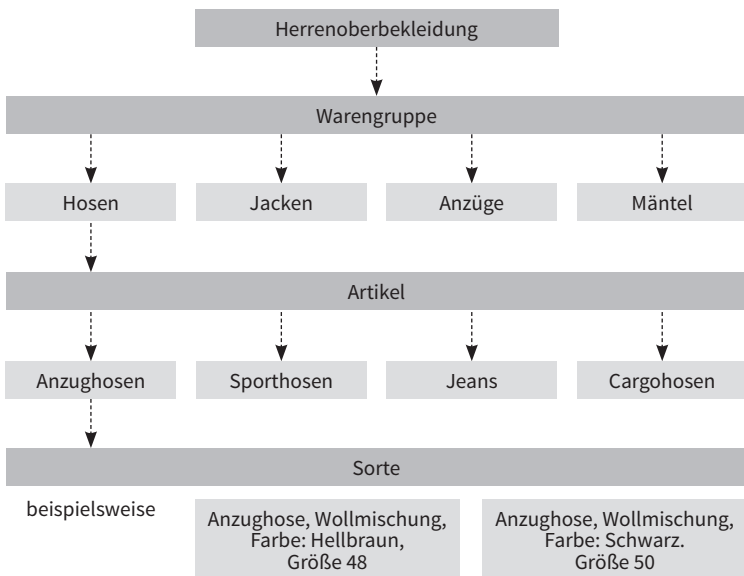 Herrenoberbekleidung
Warengruppe
Hosen
Jacken
Anzüge
Mäntel
Artikel
Anzughosen
Sporthosen
Jeans
Cargohosen
Sorte
beispielsweise
Anzughose, Wollmischung,
Farbe: Hellbraun,
Größe 48
Anzughose, Wollmischung,
Farbe: Schwarz.
Größe 50